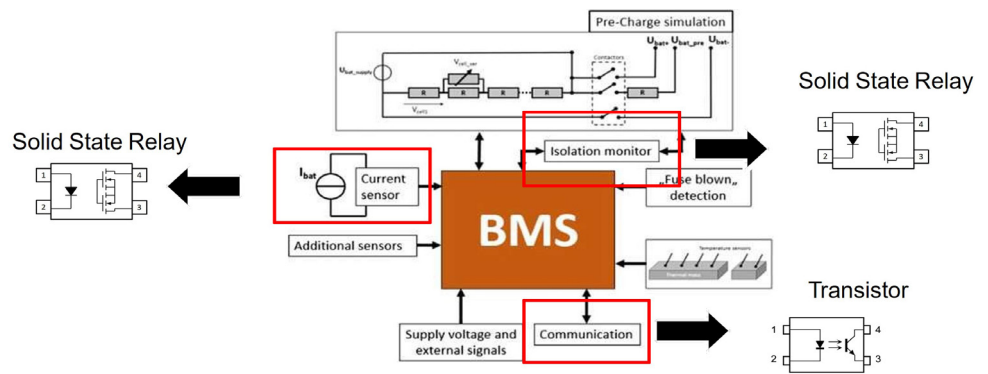 Pre-Charge simulation
Ubat+ Ubat_pre Ubat-
Contactors
Vcell_var
Ubat_supply
R R R R R
Vcell1
Solid State Relay
1 4
2 3
Solid State Relay
1 4
2 3
Isolation monitor
Ibat
Current
sensor
„Fuse blown„
detection
BMS
Additional sensors
Temperature sensors
Thermal mass
Supply voltage and
external signals
Communication
Transistor
1 4
2 3